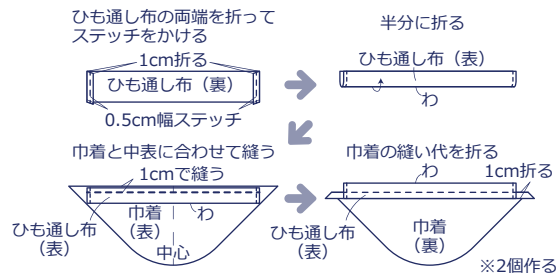 ひも通し布の両端を折って
ステッチをかける
1cm折る
ひも通し布（裏）
0.5cm幅ステッチ
半分に折る
ひも通し布（表）
わ
巾着と中表に合わせて縫う
1cmで縫う
わ
ひも通し布
（表）
巾着
（表）
中心
巾着の縫い代を折る
わ
1cm折る
ひも通し布
（表）
巾着
（裏）
※2個作る